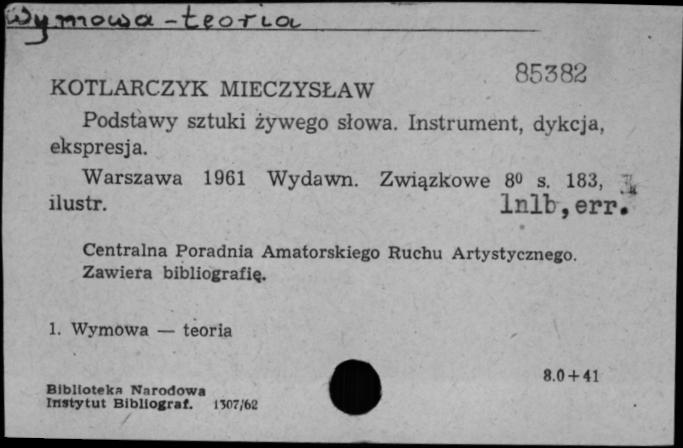 Wymowa - teoria
85382
KOTLARCZYK MIECZYSŁAW
Podstawy sztuki żywego słowa. Instrument, dykcja,
ekspresja.
Warszawa 1961 Wydawn. Związkowe 8⁰ s. 183,
ilustr. 1nlb, err.
Centralna Poradnia Amatorskiego Ruchu Artystycznego.
Zawiera bibliografię.
1. Wymowa — teoria
8.0+41
Biblioteka Narodowa
Instytut Bibliograf. 1307/62